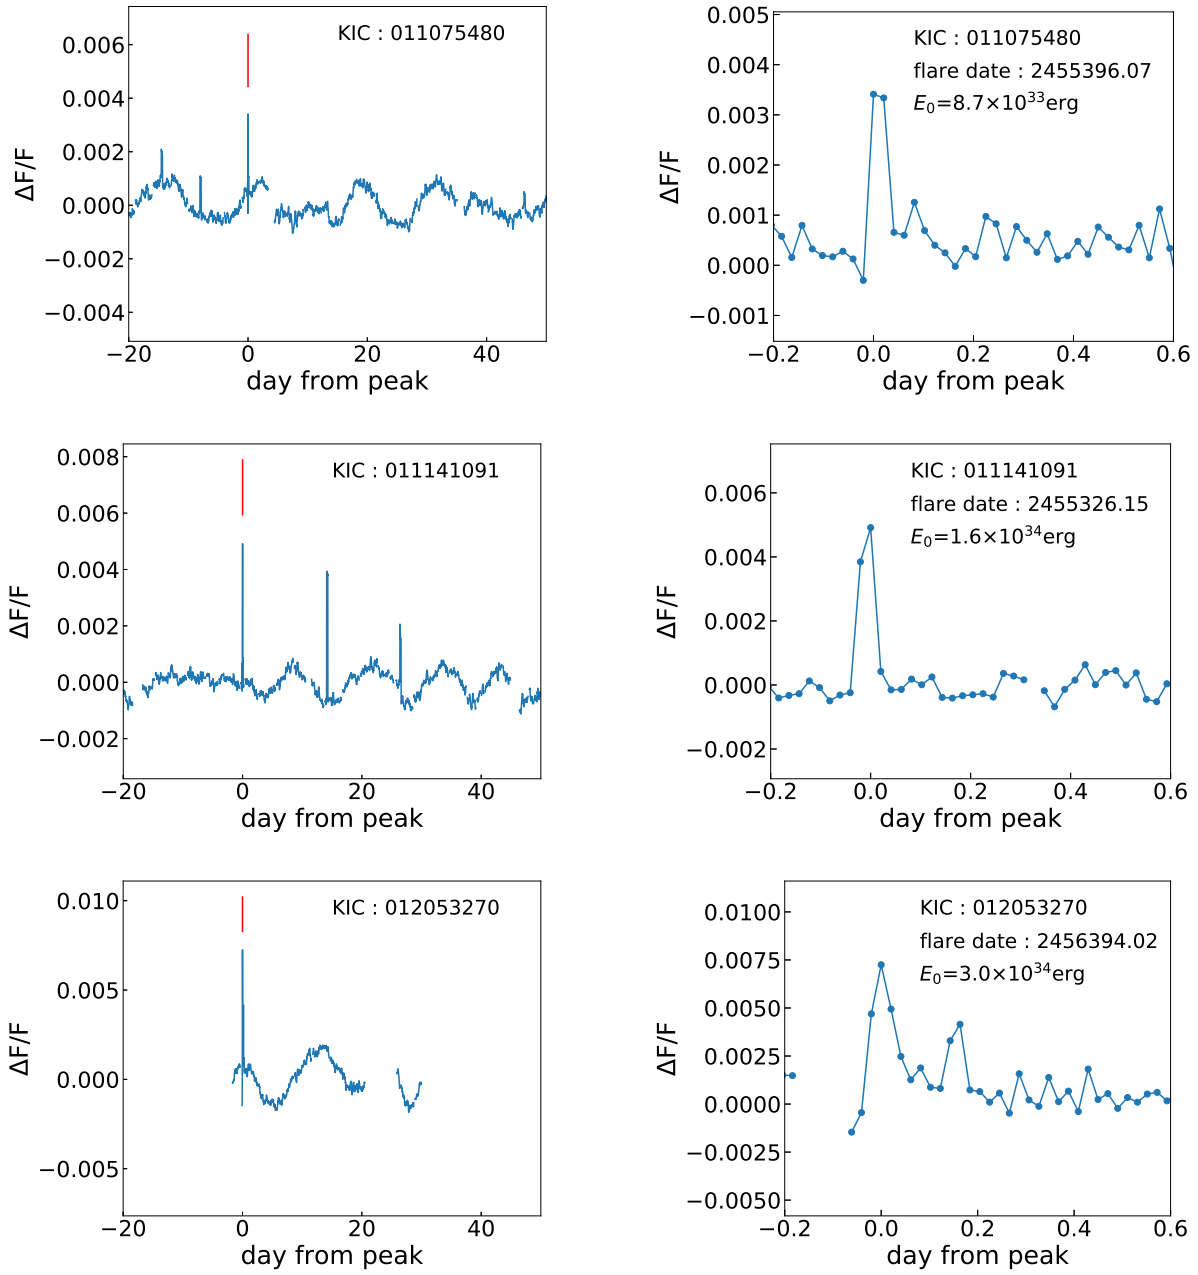 0.006
0.004
0.002
0.000
−0.002
−0.004
ΔF/F
KIC : 011075480
−20
0
20
40
day from peak
0.005
0.004
0.003
0.002
0.001
0.000
−0.001
ΔF/F
KIC : 011075480
flare date : 2455396.07
E₀=8.7×10³³erg
−0.2
0.0
0.2
0.4
0.6
day from peak
0.008
0.006
0.004
0.002
0.000
−0.002
ΔF/F
KIC : 011141091
−20
0
20
40
day from peak
0.006
0.004
0.002
0.000
−0.002
ΔF/F
KIC : 011141091
flare date : 2455326.15
E₀=1.6×10³⁴erg
−0.2
0.0
0.2
0.4
0.6
day from peak
0.010
0.005
0.000
−0.005
ΔF/F
KIC : 012053270
−20
0
20
40
day from peak
0.0100
0.0075
0.0050
0.0025
0.0000
−0.0025
−0.0050
ΔF/F
KIC : 012053270
flare date : 2456394.02
E₀=3.0×10³⁴erg
−0.2
0.0
0.2
0.4
0.6
day from peak